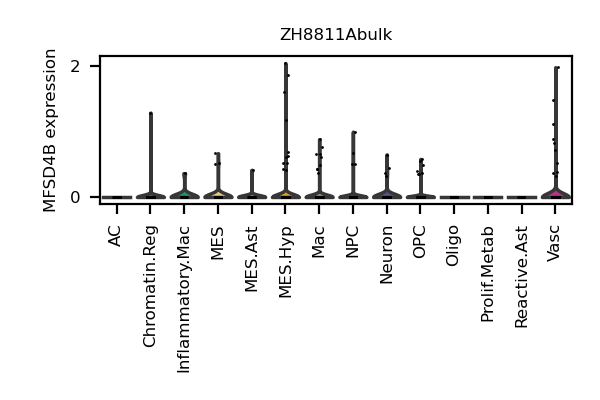 ZH8811Abulk
MFSD4B expression
2
0
AC
Chromatin.Reg
Inflammatory.Mac
MES
MES.Ast
MES.Hyp
Mac
NPC
Neuron
OPC
Oligo
Prolif.Metab
Reactive.Ast
Vasc